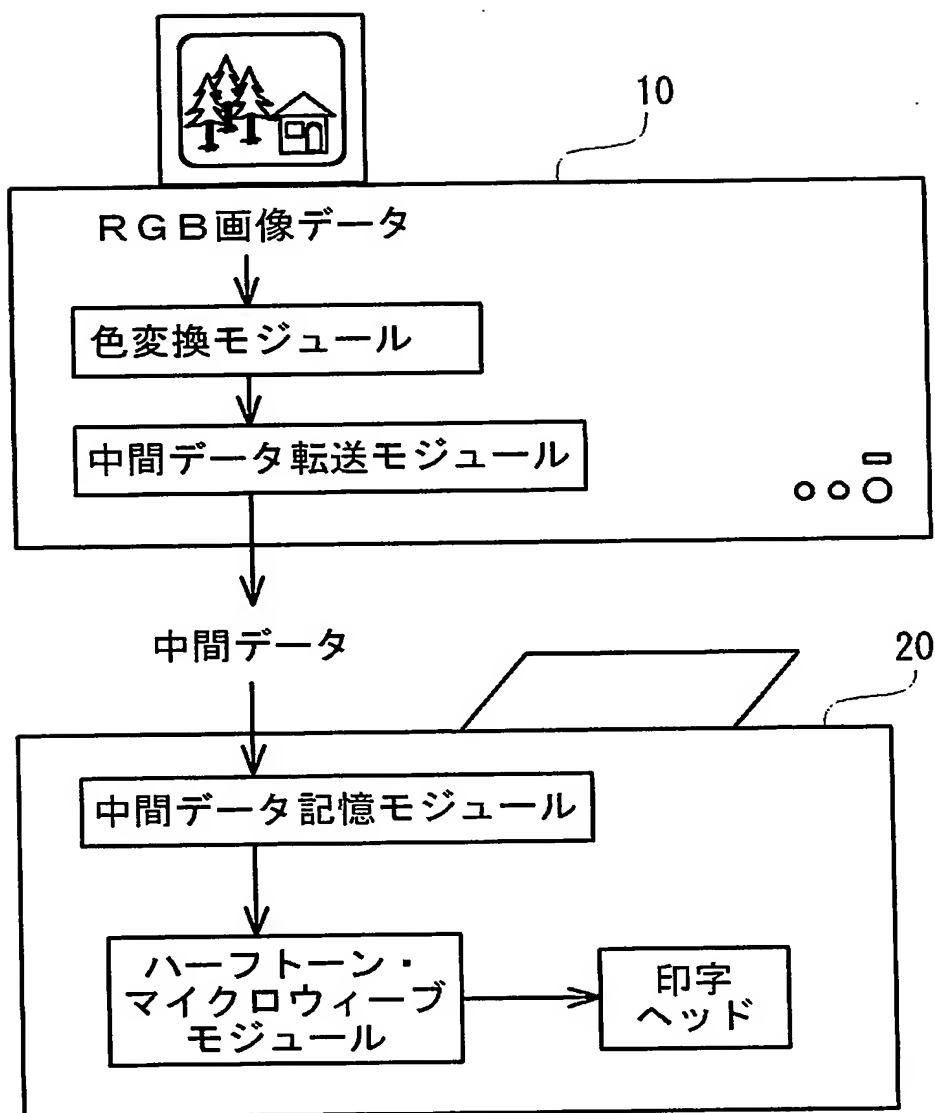 10
RGB画像データ
色変換モジュール
中間データ転送モジュール
中間データ
20
中間データ記憶モジュール
ハーフトーン・
マイクロウィーブ
モジュール
印字
ヘッド